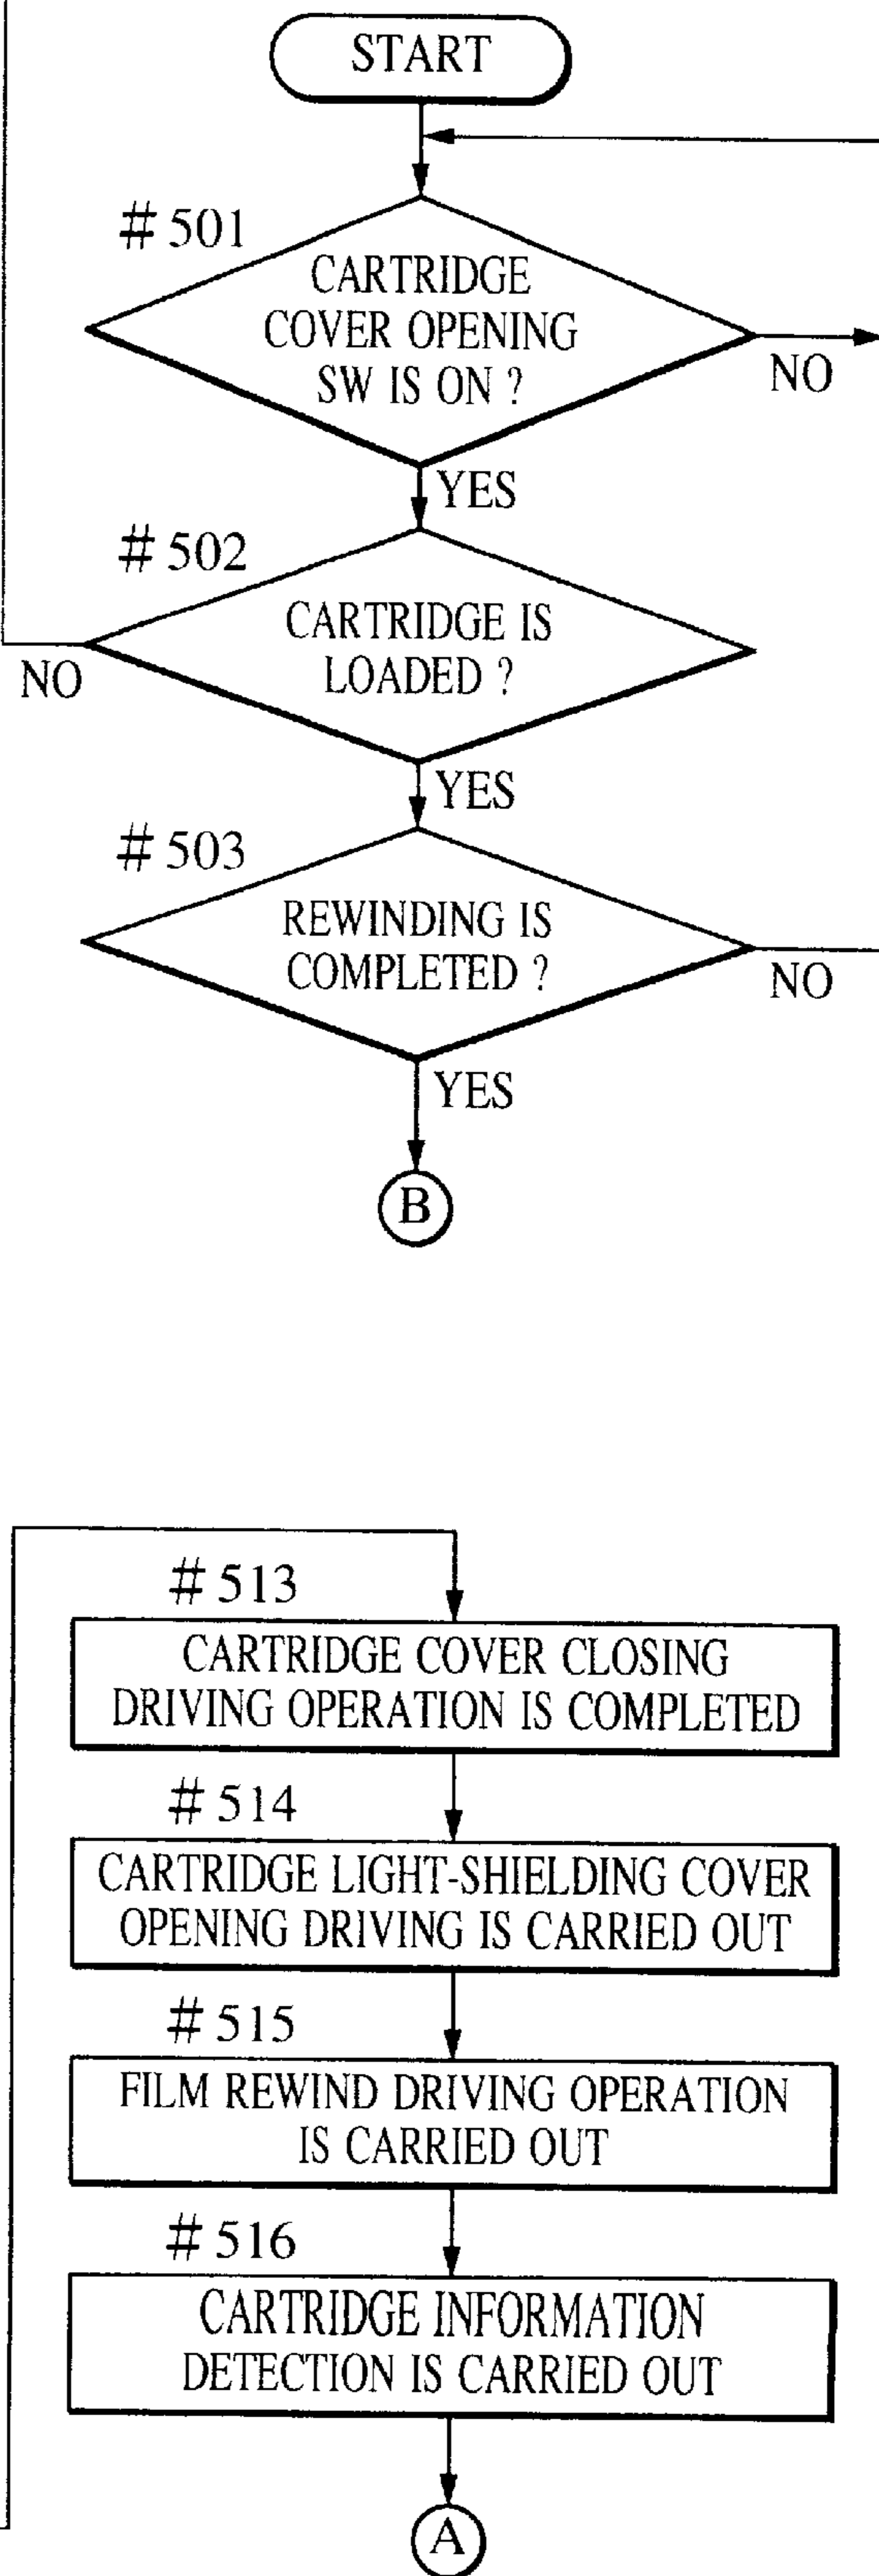 START
# 501
CARTRIDGE
COVER OPENING
SW IS ON ?
NO
YES
# 502
CARTRIDGE IS
LOADED ?
NO
YES
# 503
REWINDING IS
COMPLETED ?
NO
YES
B
# 513
CARTRIDGE COVER CLOSING
DRIVING OPERATION IS COMPLETED
# 514
CARTRIDGE LIGHT-SHIELDING COVER
OPENING DRIVING IS CARRIED OUT
# 515
FILM REWIND DRIVING OPERATION
IS CARRIED OUT
# 516
CARTRIDGE INFORMATION
DETECTION IS CARRIED OUT
A